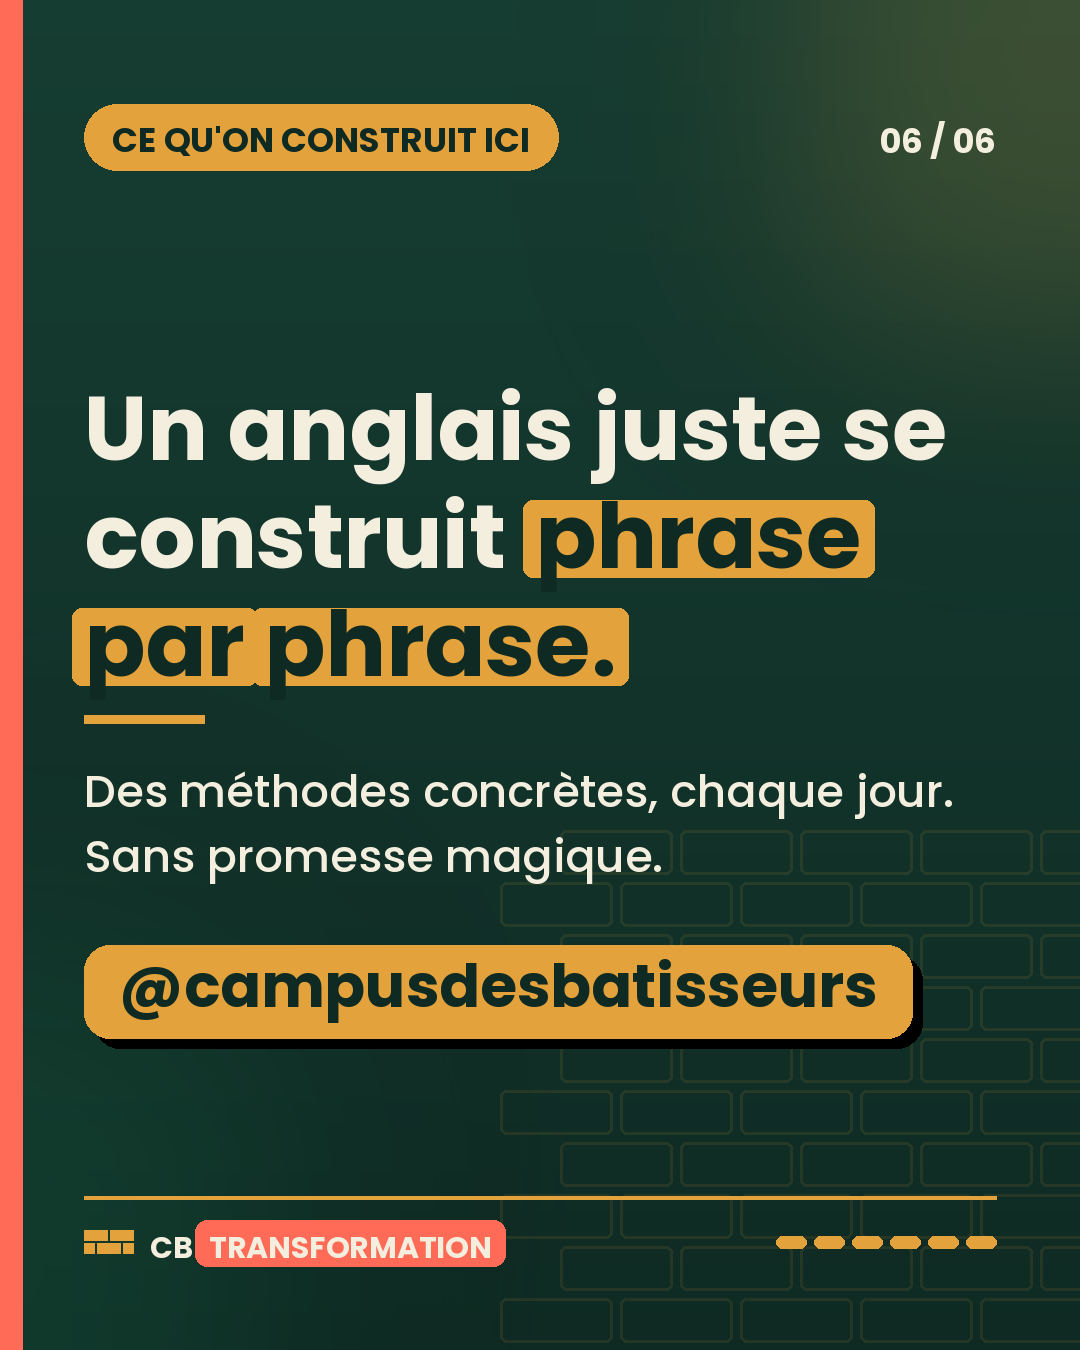 CE QU'ON CONSTRUIT ICI
06 / 06
Un anglais juste se
construit phrase
par phrase.
Des méthodes concrètes, chaque jour.
Sans promesse magique.
@campusdesbatisseurs
CB TRANSFORMATION